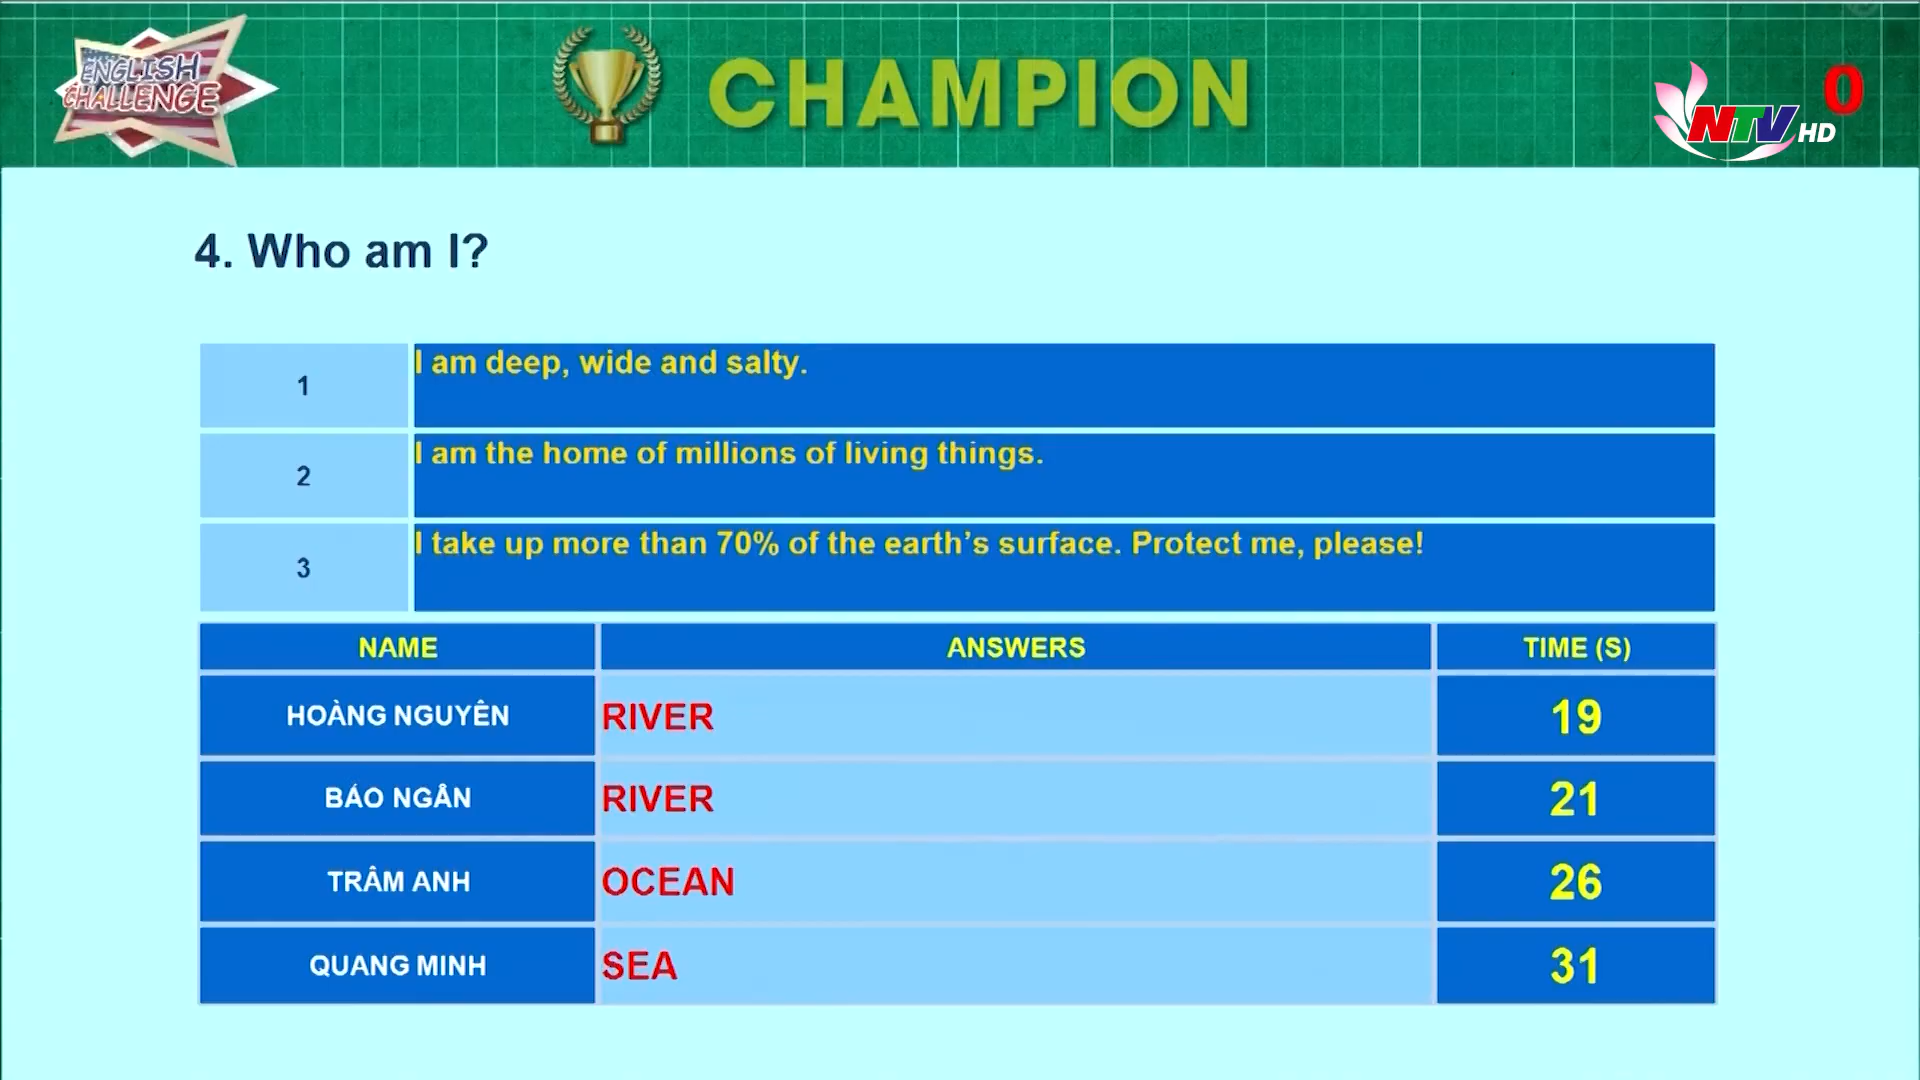 ENGLISH
CHALLENGE
CHAMPION
0
NTV HD
4. Who am I?
1 I am deep, wide and salty.
2 I am the home of millions of living things.
3 I take up more than 70% of the earth’s surface. Protect me, please!
NAME ANSWERS TIME (S)
HOÀNG NGUYÊN RIVER 19
BẢO NGÂN RIVER 21
TRÂM ANH OCEAN 26
QUANG MINH SEA 31